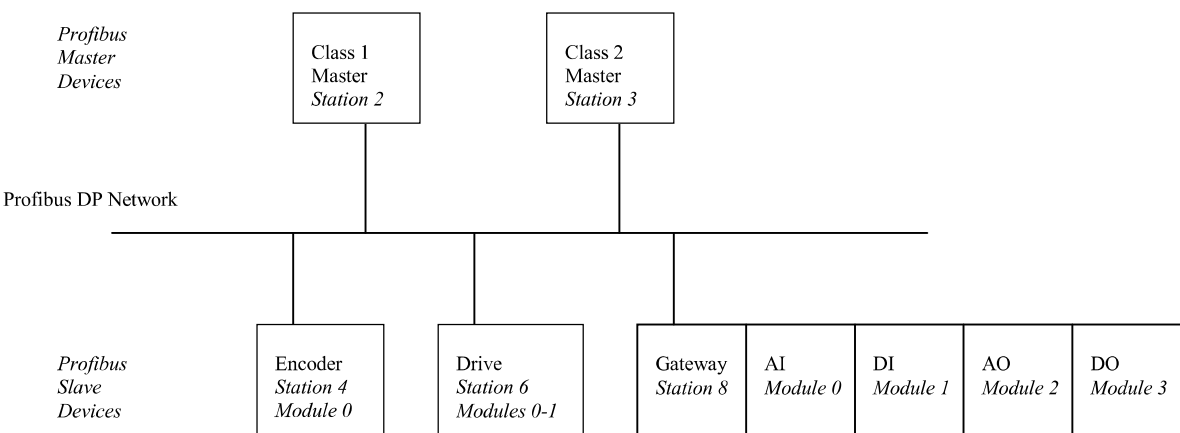 Profibus
Master
Devices
Class 1
Master
Station 2
Class 2
Master
Station 3
Profibus DP Network
Profibus
Slave
Devices
Encoder
Station 4
Module 0
Drive
Station 6
Modules 0-1
Gateway
Station 8
AI
Module 0
DI
Module 1
AO
Module 2
DO
Module 3